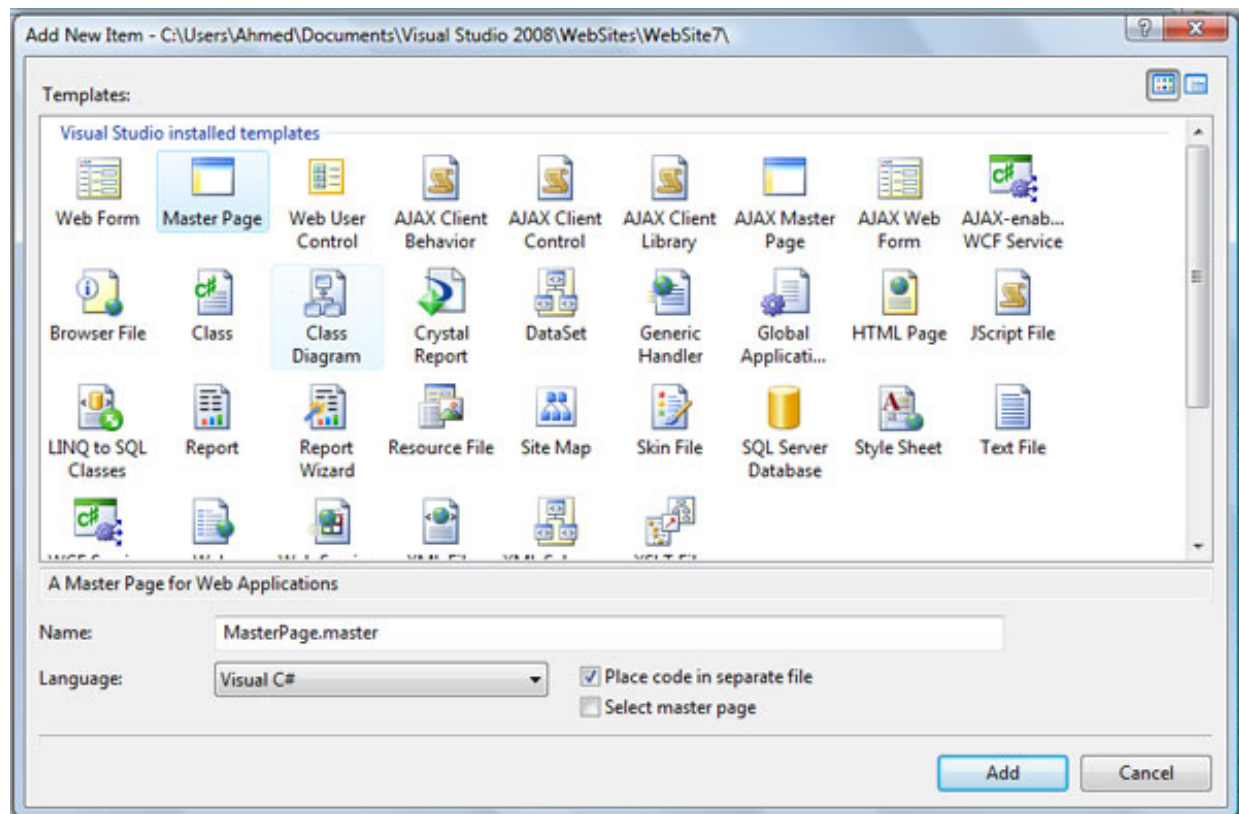 Add New Item - C:\Users\Ahmed\Documents\Visual Studio 2008\WebSites\WebSite7\
Templates:
Visual Studio installed templates
Web Form
Master Page
Web User Control
AJAX Client Behavior
AJAX Client Control
AJAX Client Library
AJAX Master Page
AJAX Web Form
AJAX-enab... WCF Service
Browser File
Class
Class Diagram
Crystal Report
DataSet
Generic Handler
Global Applicati...
HTML Page
JScript File
LINQ to SQL Classes
Report
Report Wizard
Resource File
Site Map
Skin File
SQL Server Database
Style Sheet
Text File
A Master Page for Web Applications
Name:
MasterPage.master
Language:
Visual C#
Place code in separate file
Select master page
Add
Cancel